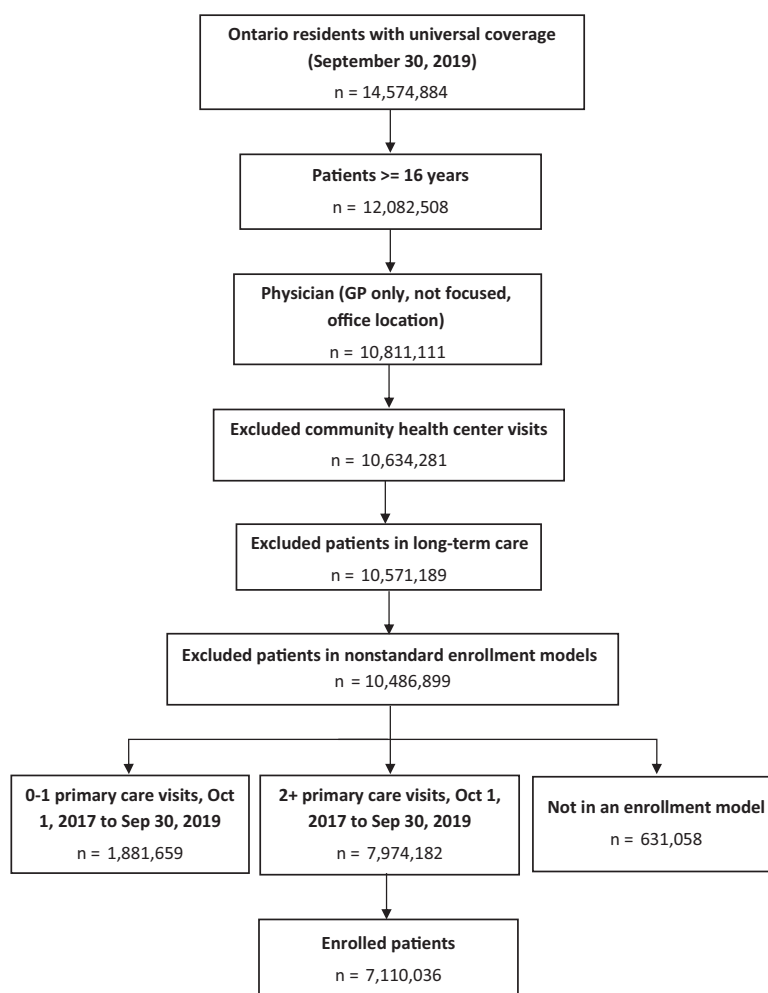 Ontario residents with universal coverage
(September 30, 2019)
n = 14,574,884
Patients >= 16 years
n = 12,082,508
Physician (GP only, not focused,
office location)
n = 10,811,111
Excluded community health center visits
n = 10,634,281
Excluded patients in long-term care
n = 10,571,189
Excluded patients in nonstandard enrollment models
n = 10,486,899
0-1 primary care visits, Oct
1, 2017 to Sep 30, 2019
n = 1,881,659
2+ primary care visits, Oct 1,
2017 to Sep 30, 2019
n = 7,974,182
Not in an enrollment model
n = 631,058
Enrolled patients
n = 7,110,036